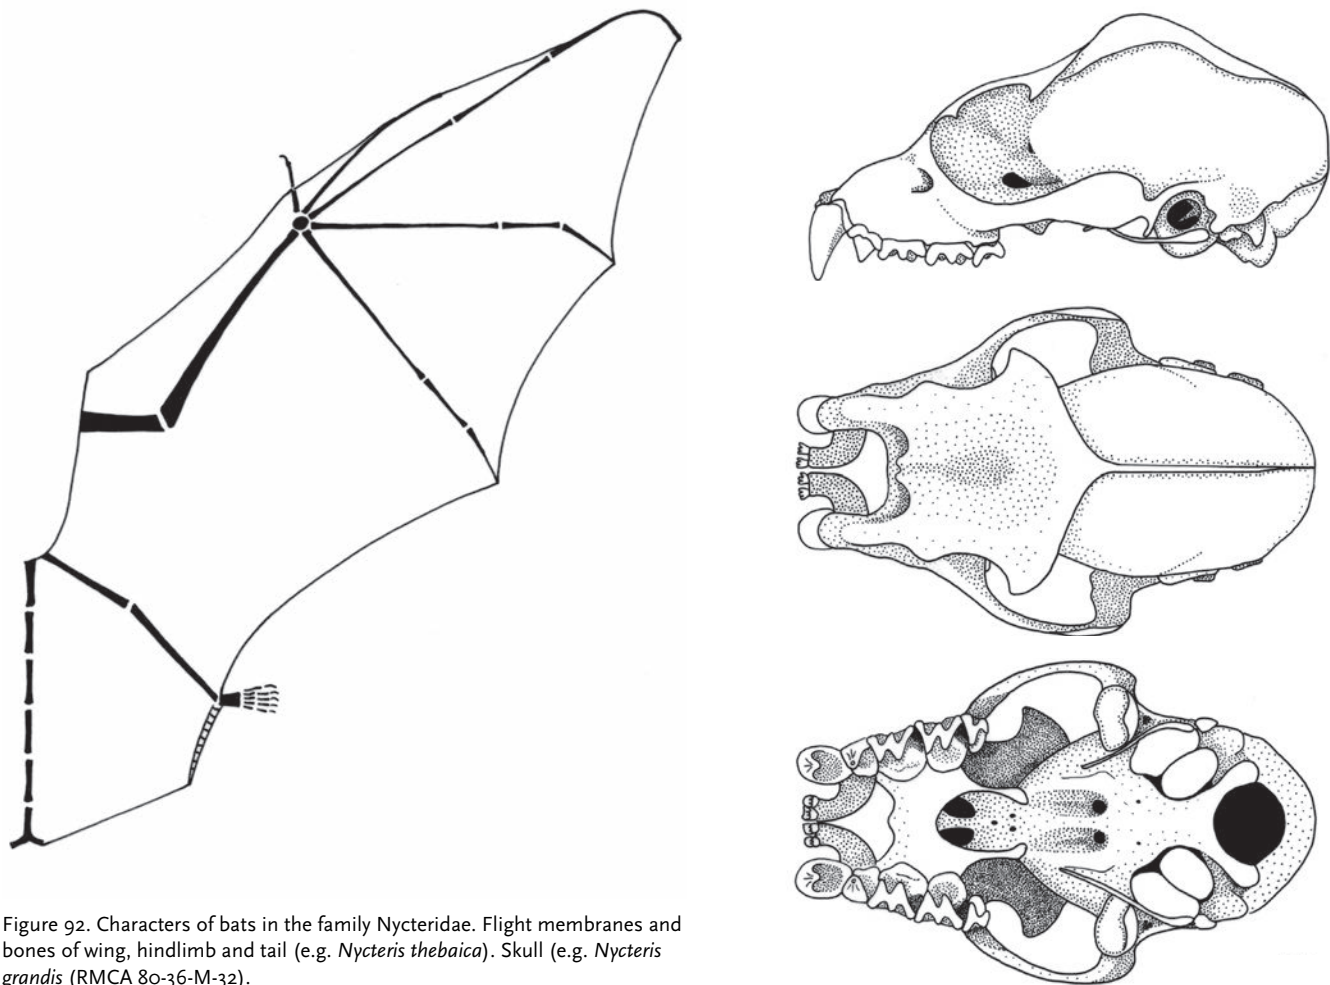 Figure 92. Characters of bats in the family Nycteridae. Flight membranes and
bones of wing, hindlimb and tail (e.g. Nycteris thebaica). Skull (e.g. Nycteris
grandis (RMCA 80-36-M-32).